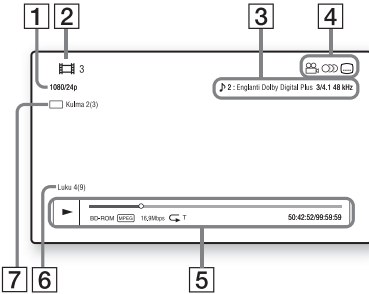 1 2 3 4
3
1080/24p
♪ 2 : Englanti Dolby Digital Plus 3/4.1 48 kHz
Kulma 2(3)
Luku 4(9)
BD-ROM MPEG 16,9Mbps T 50:42:52/99:59:59
7 6 5